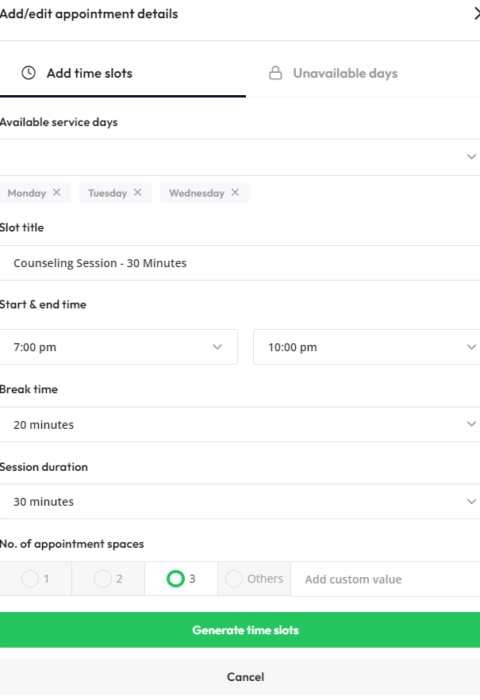 Add/edit appointment details
Add time slots Unavailable days
Available service days
Monday Tuesday Wednesday
Slot title
Counseling Session - 30 Minutes
Start & end time
7:00 pm 10:00 pm
Break time
20 minutes
Session duration
30 minutes
No. of appointment spaces
1 2 3 Others Add custom value
Generate time slots
Cancel